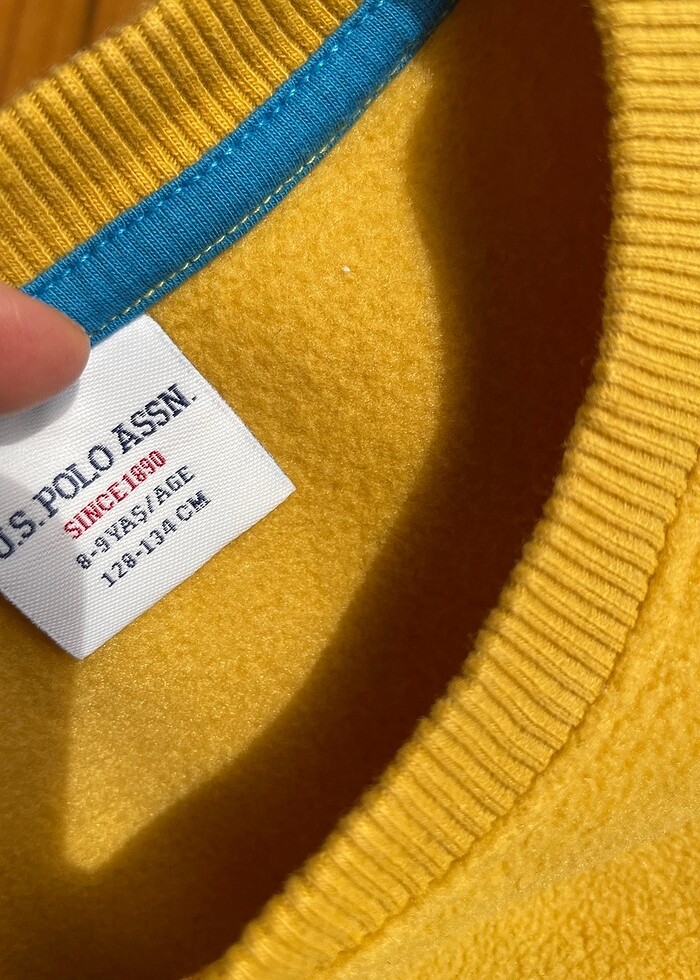 U.S. POLO ASSN.
SINCE 1890
8-9 YAŞ/AGE
128-134 CM